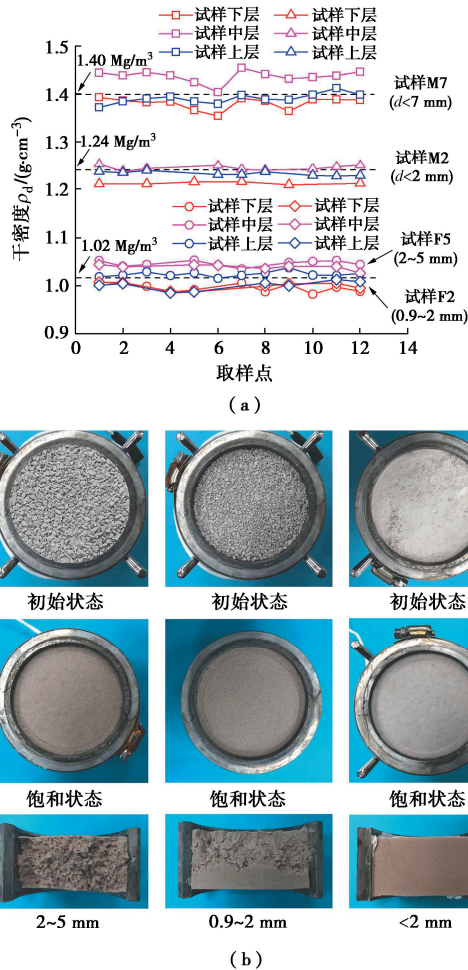 (a)
试样下层 试样下层
试样中层 试样中层
试样上层 试样上层
1.5
1.40 Mg/m³
1.4
试样M7
(d<7 mm)
1.3
1.24 Mg/m³
试样M2
(d<2 mm)
1.2
试样下层 试样下层
试样中层 试样中层
试样上层 试样上层
试样F5
(2~5 mm)
1.1
1.02 Mg/m³
1.0
试样F2
(0.9~2 mm)
0.9
干密度ρd/(g·cm⁻³)
0 2 4 6 8 10 12 14
取样点
(a)
初始状态 初始状态 初始状态
饱和状态 饱和状态 饱和状态
2~5 mm 0.9~2 mm <2 mm
(b)